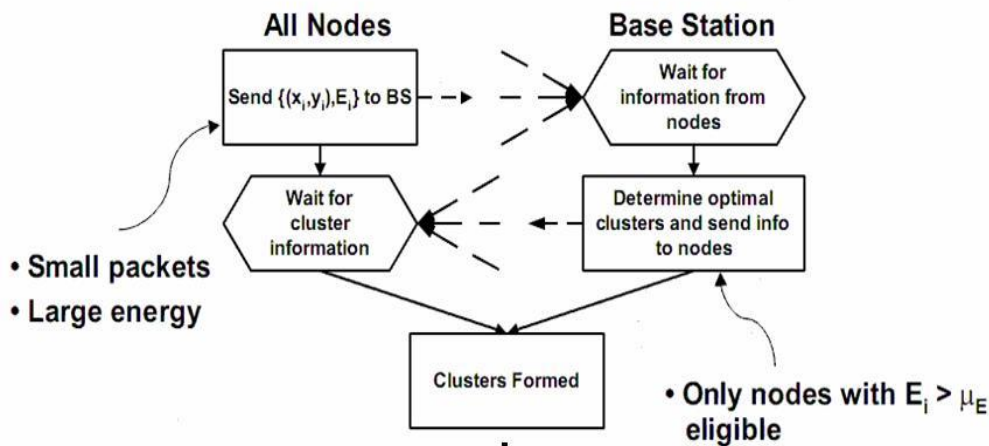 All Nodes
Base Station
Send {(xᵢ,yᵢ),Eᵢ} to BS
Wait for
information from
nodes
Wait for
cluster
information
Determine optimal
clusters and send info
to nodes
• Small packets
• Large energy
Clusters Formed
• Only nodes with Eᵢ > μ_E
eligible